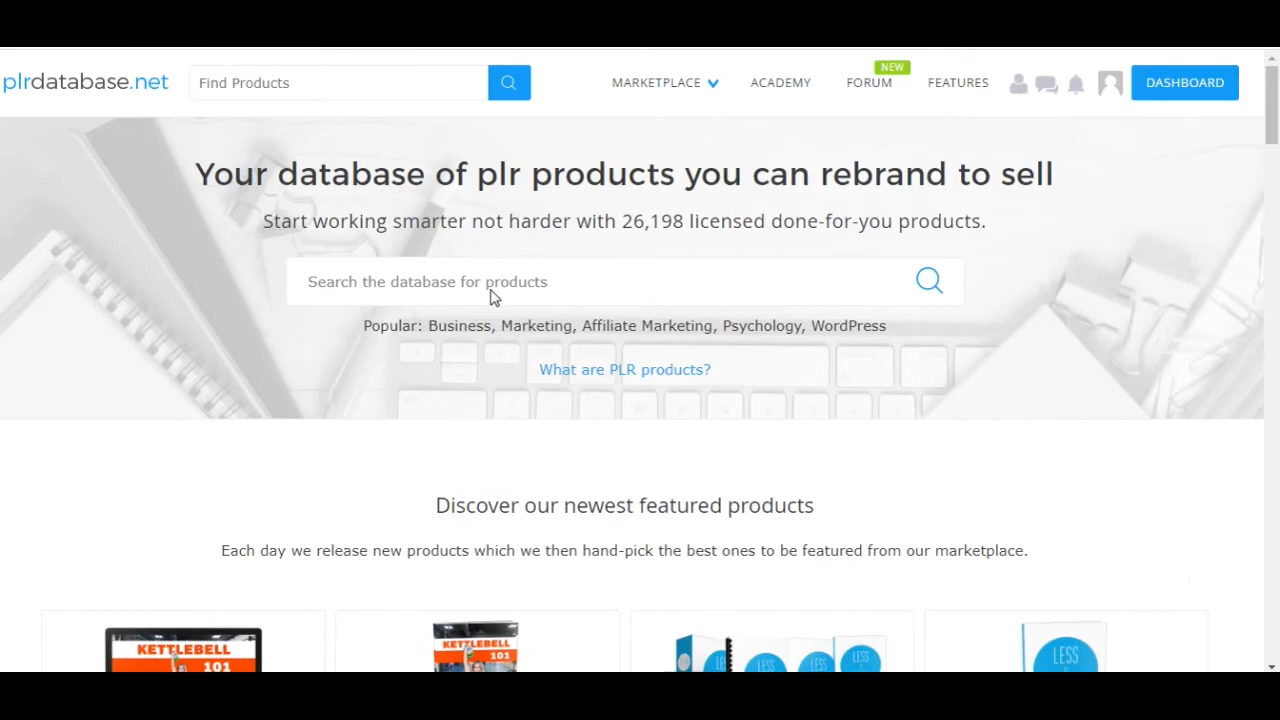 plrdatabase.net
Find Products
MARKETPLACE
ACADEMY
FORUM
NEW
FEATURES
DASHBOARD
Your database of plr products you can rebrand to sell
Start working smarter not harder with 26,198 licensed done-for-you products.
Search the database for products
Popular: Business, Marketing, Affiliate Marketing, Psychology, WordPress
What are PLR products?
Discover our newest featured products
Each day we release new products which we then hand-pick the best ones to be featured from our marketplace.
KETTLEBELL
101
KETTLEBELL
101
LESS
LESS